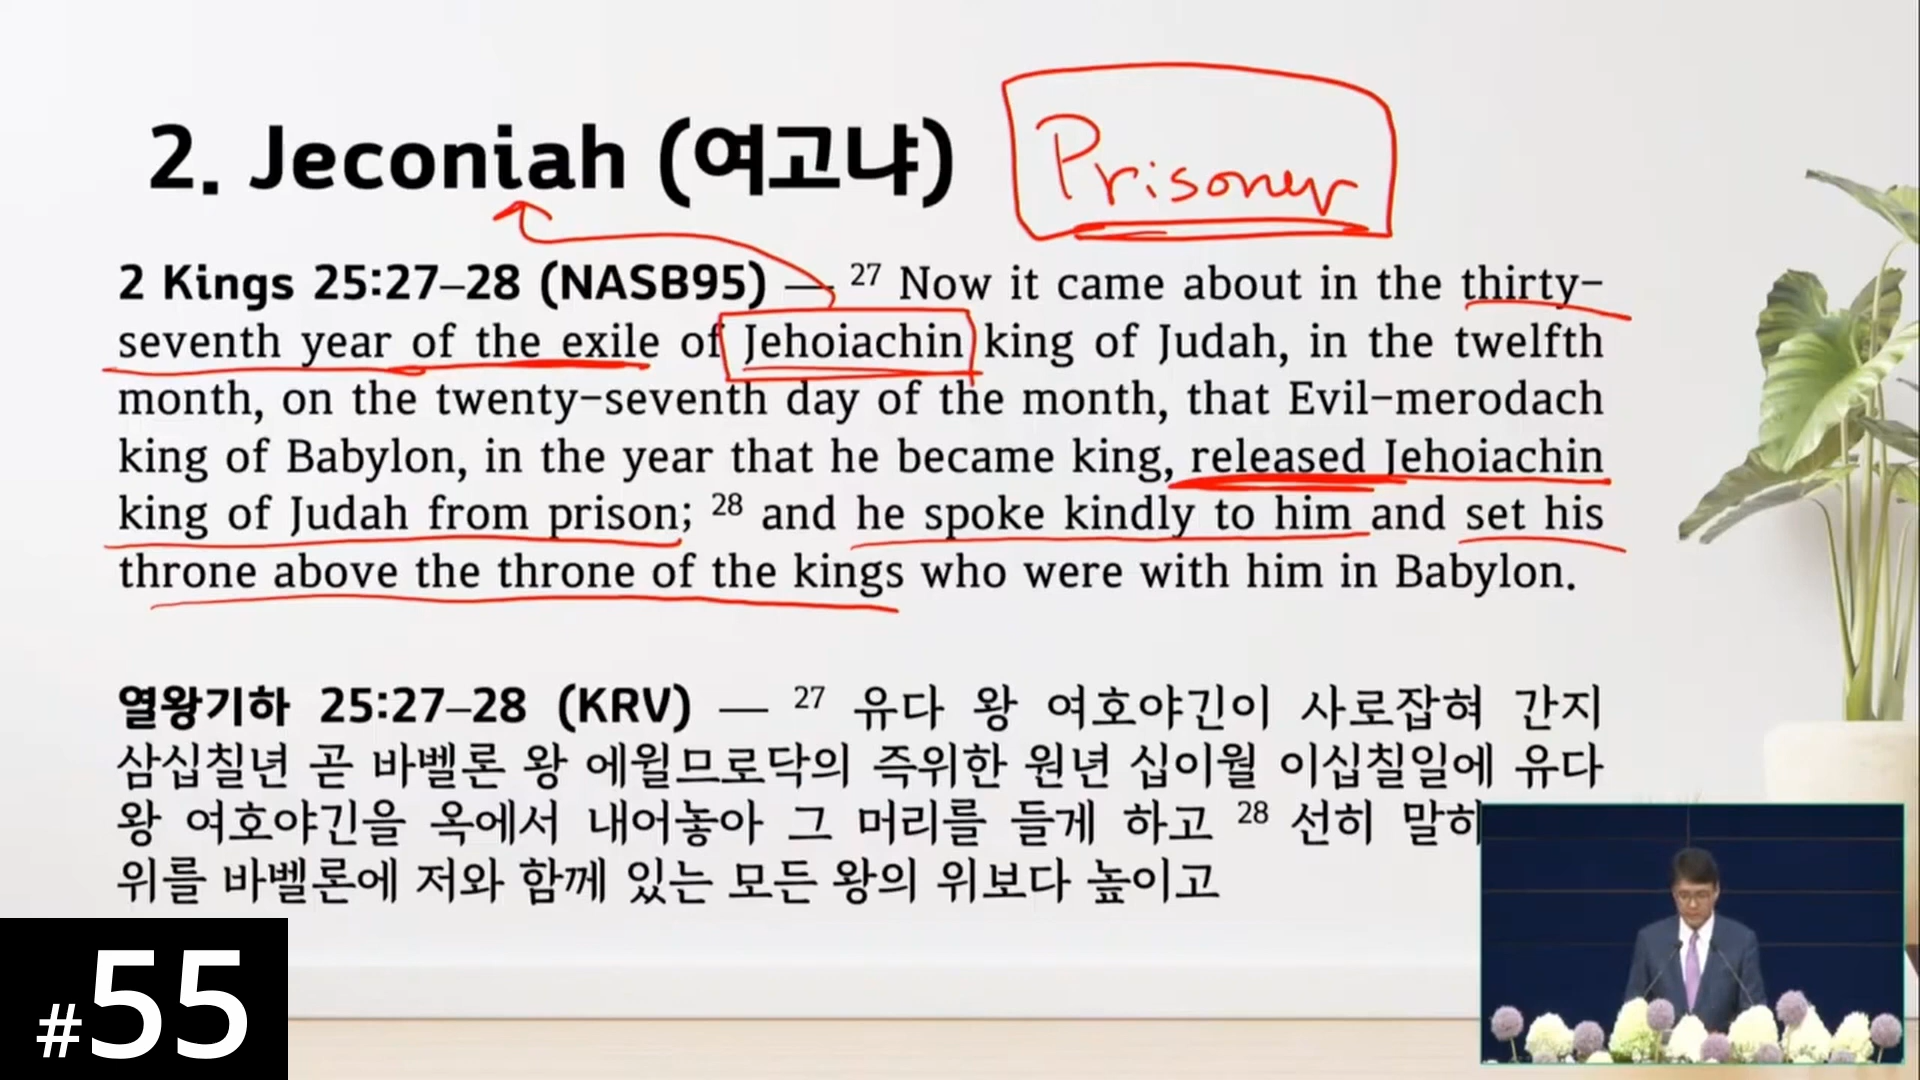 2. Jeconiah (여고냐)
Prisoner
2 Kings 25:27–28 (NASB95) — 27 Now it came about in the thirty-
seventh year of the exile of Jehoiachin king of Judah, in the twelfth
month, on the twenty-seventh day of the month, that Evil-merodach
king of Babylon, in the year that he became king, released Jehoiachin
king of Judah from prison; 28 and he spoke kindly to him and set his
throne above the throne of the kings who were with him in Babylon.
열왕기하 25:27–28 (KRV) — 27 유다 왕 여호야긴이 사로잡혀 간지
삼십칠년 곧 바벨론 왕 에윌므로닥의 즉위한 원년 십이월 이십칠일에 유다
왕 여호야긴을 옥에서 내어놓아 그 머리를 들게 하고 28 선히 말하
위를 바벨론에 저와 함께 있는 모든 왕의 위보다 높이고
#55